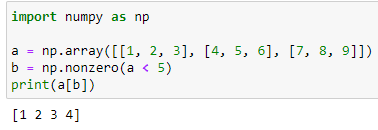 import numpy as np
a = np.array([[1, 2, 3], [4, 5, 6], [7, 8, 9]])
b = np.nonzero(a < 5)
print(a[b])
[1 2 3 4]